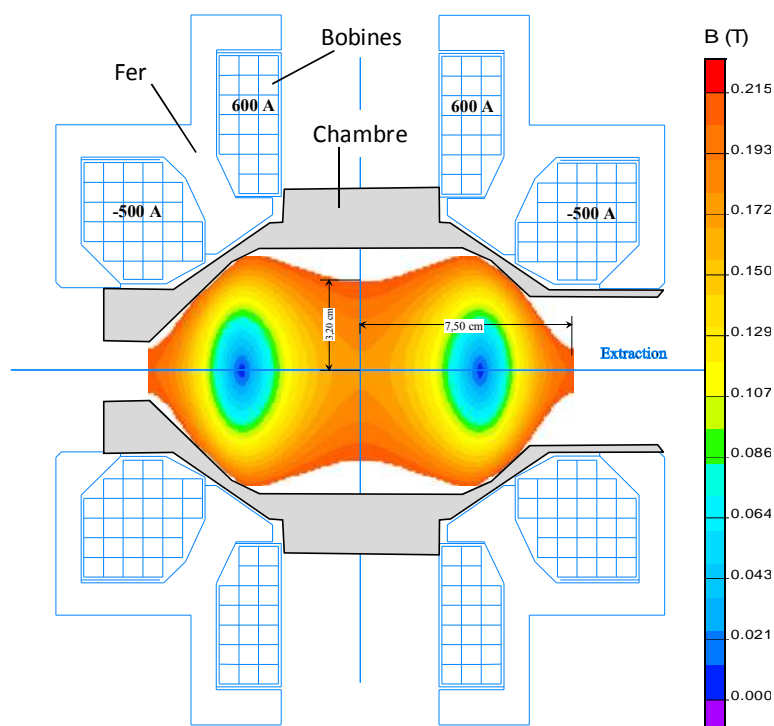 B (T)
Bobines
Fer
600 A
600 A
Chambre
-500 A
-500 A
3,20 cm
7,50 cm
Extraction
0.215
0.193
0.172
0.150
0.129
0.107
0.086
0.064
0.043
0.021
0.000